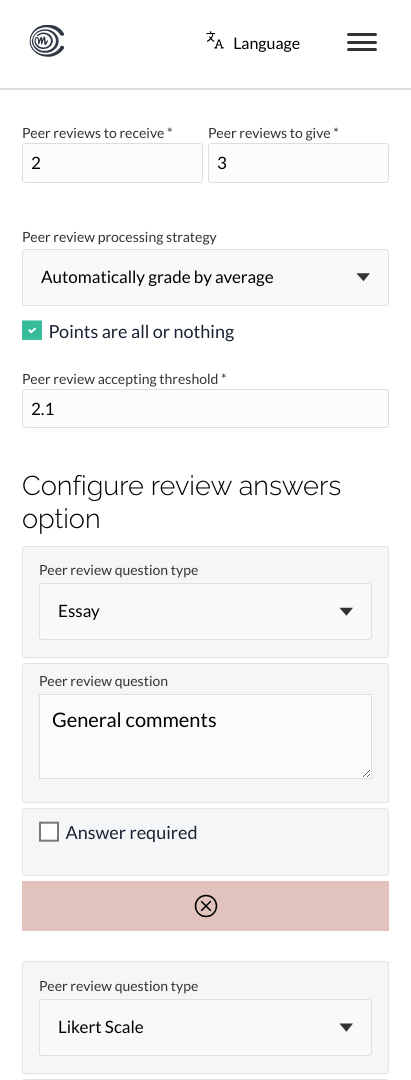 Language
Peer reviews to receive * Peer reviews to give *
2 3
Peer review processing strategy
Automatically grade by average
Points are all or nothing
Peer review accepting threshold *
2.1
Configure review answers
option
Peer review question type
Essay
Peer review question
General comments
Answer required
Peer review question type
Likert Scale